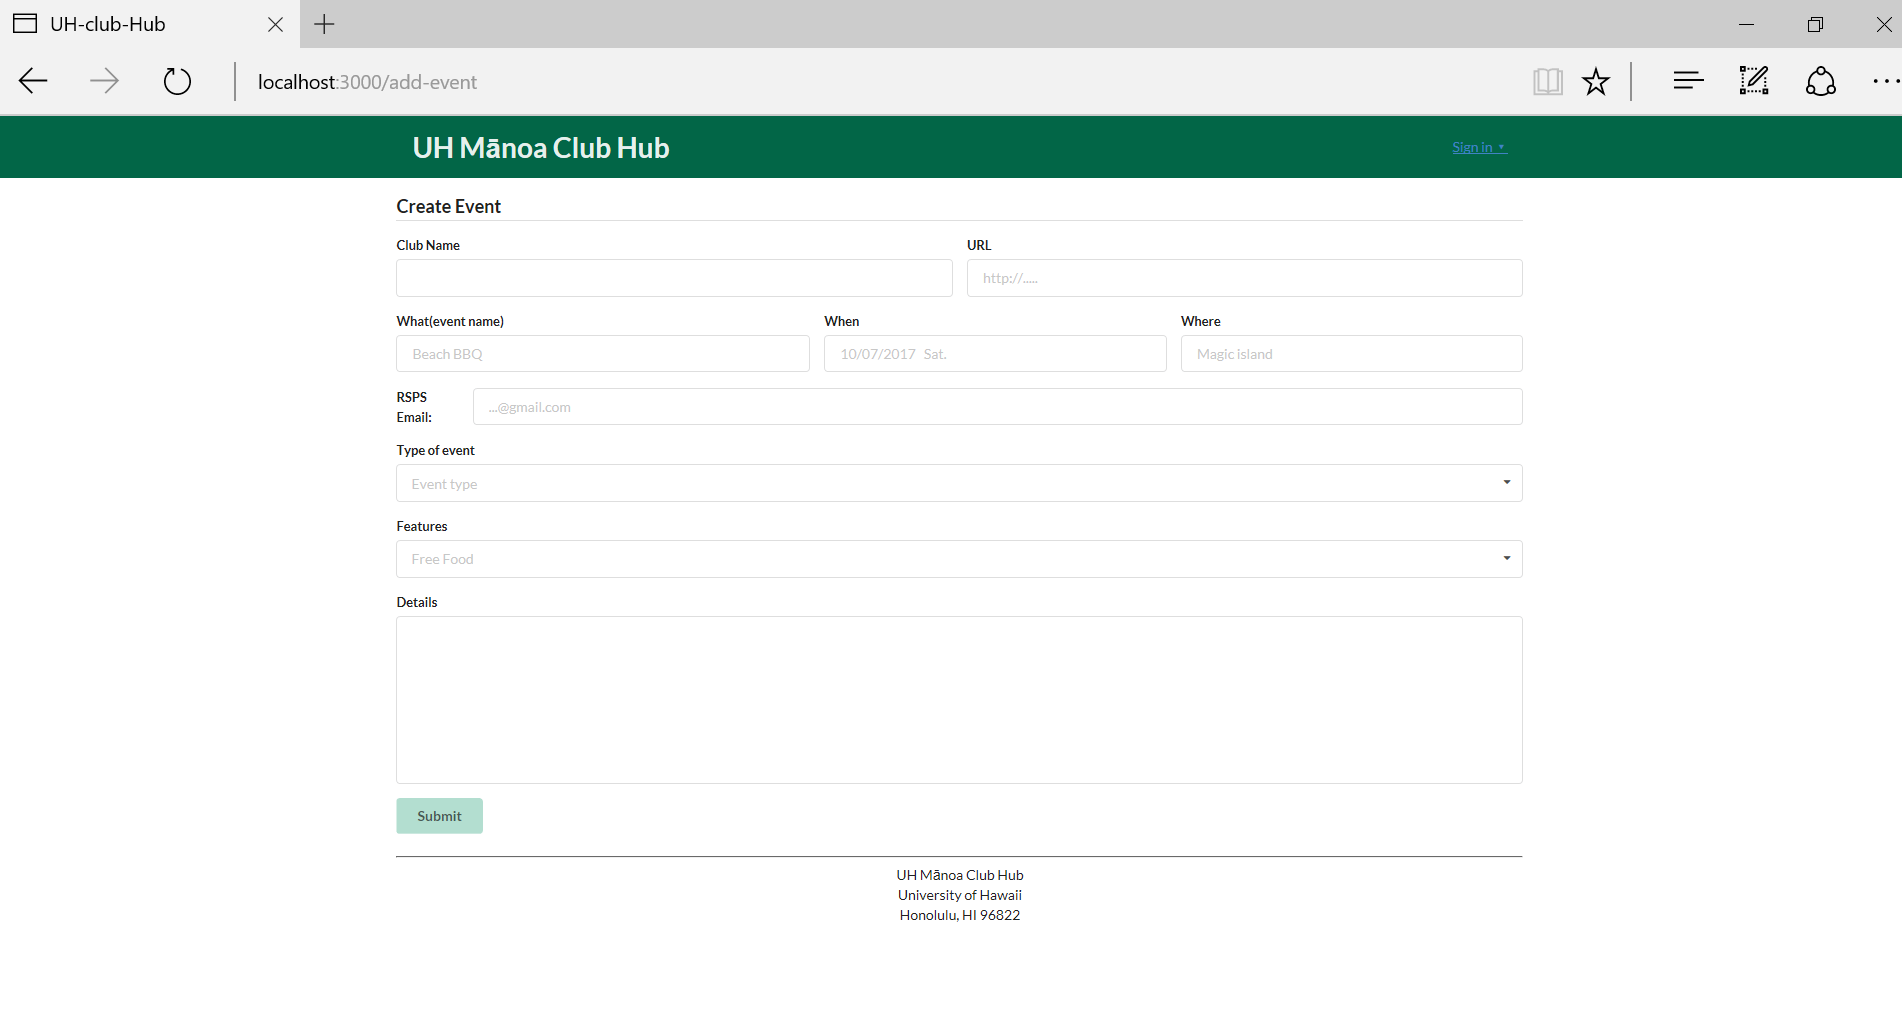 UH-club-Hub
localhost:3000/add-event
UH Mānoa Club Hub
Sign in
Create Event
Club Name
URL
http://.....
What(event name)
When
Where
Beach BBQ
10/07/2017 Sat.
Magic island
RSPS
Email:
...@gmail.com
Type of event
Event type
Features
Free Food
Details
Submit
UH Mānoa Club Hub
University of Hawaii
Honolulu, HI 96822